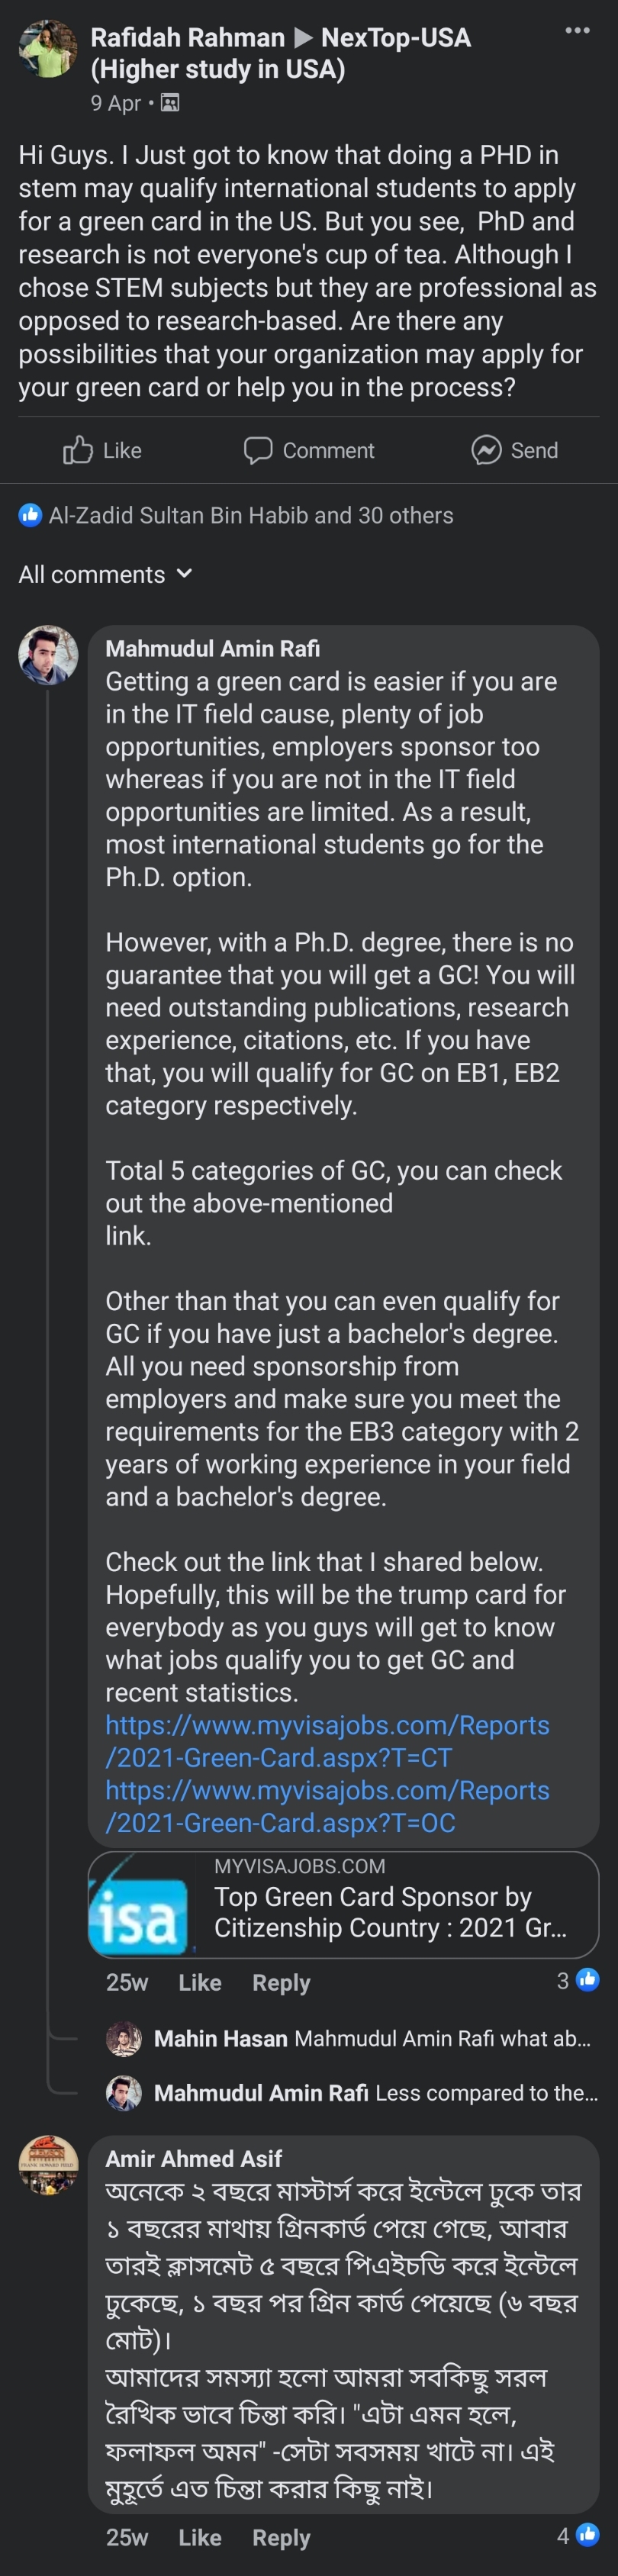 Rafidah Rahman ▶ NexTop-USA
(Higher study in USA)
9 Apr •
Hi Guys. I Just got to know that doing a PHD in
stem may qualify international students to apply
for a green card in the US. But you see, PhD and
research is not everyone's cup of tea. Although I
chose STEM subjects but they are professional as
opposed to research-based. Are there any
possibilities that your organization may apply for
your green card or help you in the process?
Like Comment Send
Al-Zadid Sultan Bin Habib and 30 others
All comments
Mahmudul Amin Rafi
Getting a green card is easier if you are
in the IT field cause, plenty of job
opportunities, employers sponsor too
whereas if you are not in the IT field
opportunities are limited. As a result,
most international students go for the
Ph.D. option.
However, with a Ph.D. degree, there is no
guarantee that you will get a GC! You will
need outstanding publications, research
experience, citations, etc. If you have
that, you will qualify for GC on EB1, EB2
category respectively.
Total 5 categories of GC, you can check
out the above-mentioned
link.
Other than that you can even qualify for
GC if you have just a bachelor's degree.
All you need sponsorship from
employers and make sure you meet the
requirements for the EB3 category with 2
years of working experience in your field
and a bachelor's degree.
Check out the link that I shared below.
Hopefully, this will be the trump card for
everybody as you guys will get to know
what jobs qualify you to get GC and
recent statistics.
https://www.myvisajobs.com/Reports
/2021-Green-Card.aspx?T=CT
https://www.myvisajobs.com/Reports
/2021-Green-Card.aspx?T=OC
isa
MYVISAJOBS.COM
Top Green Card Sponsor by
Citizenship Country : 2021 Gr...
25w Like Reply 3
Mahin Hasan Mahmudul Amin Rafi what ab...
Mahmudul Amin Rafi Less compared to the...
Amir Ahmed Asif
অনেকে ২ বছরে মাস্টার্স করে ইন্টেলে ঢুকে তার
১ বছরের মাথায় গ্রিনকার্ড পেয়ে গেছে, আবার
তারই ক্লাসমেট ৫ বছরে পিএইচডি করে ইন্টেলে
ঢুকেছে, ১ বছর পর গ্রিন কার্ড পেয়েছে (৬ বছর
মোট)।
আমাদের সমস্যা হলো আমরা সবকিছু সরল
রৈখিক ভাবে চিন্তা করি। "এটা এমন হলে,
ফলাফল অমন" -সেটা সবসময় খাটে না। এই
মুহূর্তে এত চিন্তা করার কিছু নাই।
25w Like Reply 4